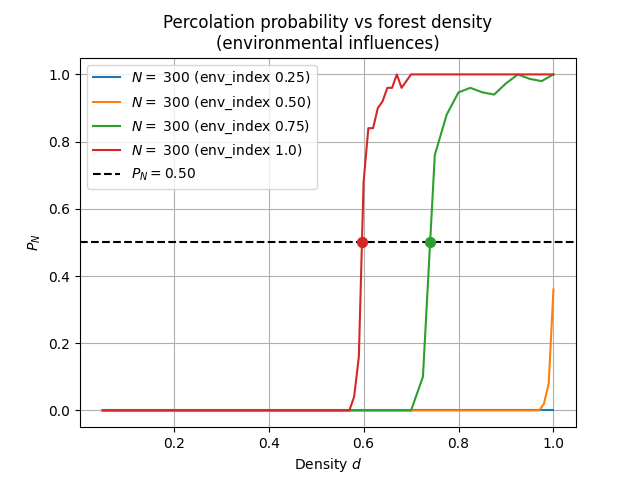 Percolation probability vs forest density
(environmental influences)
N = 300 (env_index 0.25)
N = 300 (env_index 0.50)
N = 300 (env_index 0.75)
N = 300 (env_index 1.0)
P_N = 0.50
1.0
0.8
0.6
0.4
0.2
0.0
P_N
0.2 0.4 0.6 0.8 1.0
Density d